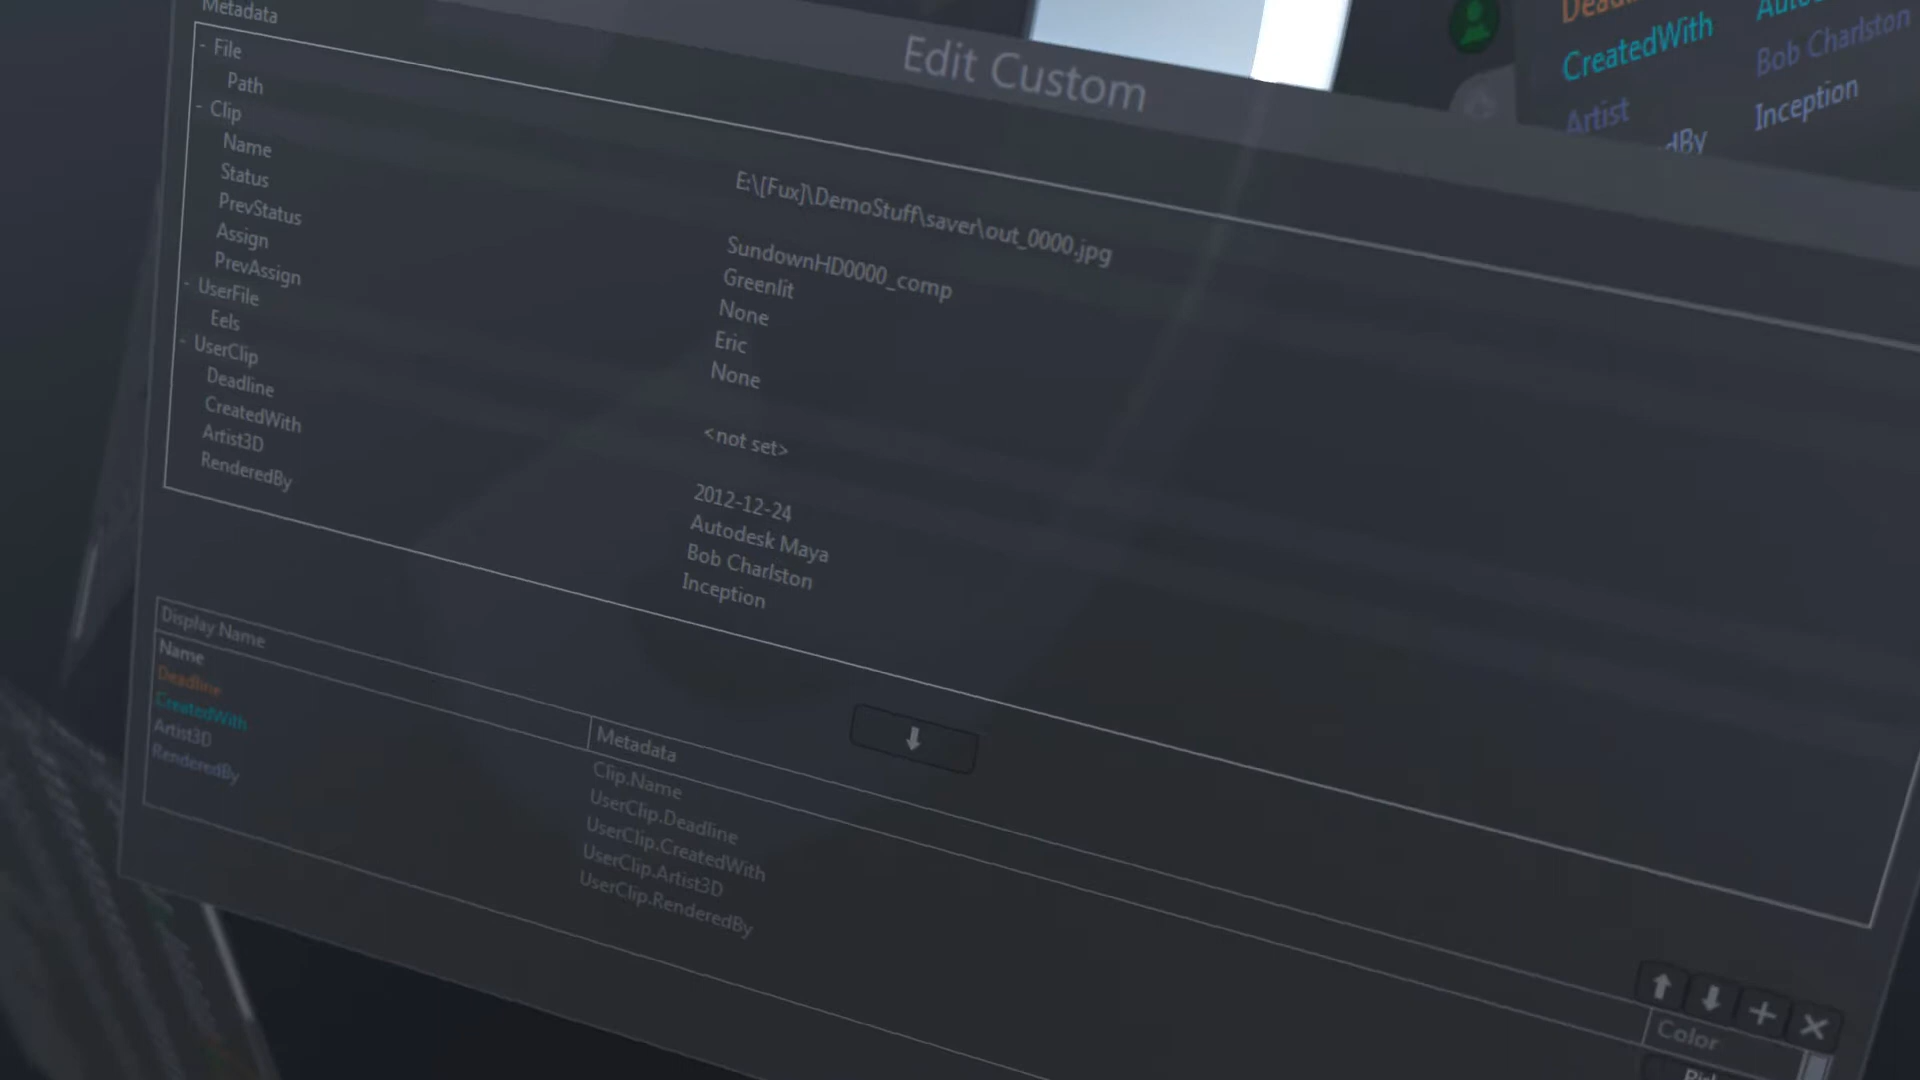 Metadata
Edit Custom
- File
Path E:\[Fux]\DemoStuff\saver\out_0000.jpg
- Clip
Name SundownHD0000_comp
Status Greenlit
PrevStatus None
Assign Eric
PrevAssign None
- UserFile
Eels <not set>
- UserClip
Deadline 2012-12-24
CreatedWith Autodesk Maya
Artist3D Bob Charlston
RenderedBy Inception
Display Name Metadata Color
Name Clip.Name
Deadline UserClip.Deadline
CreatedWith UserClip.CreatedWith
Artist3D UserClip.Artist3D
RenderedBy UserClip.RenderedBy
CreatedWith Bob Charlston
Artist Inception
dBy